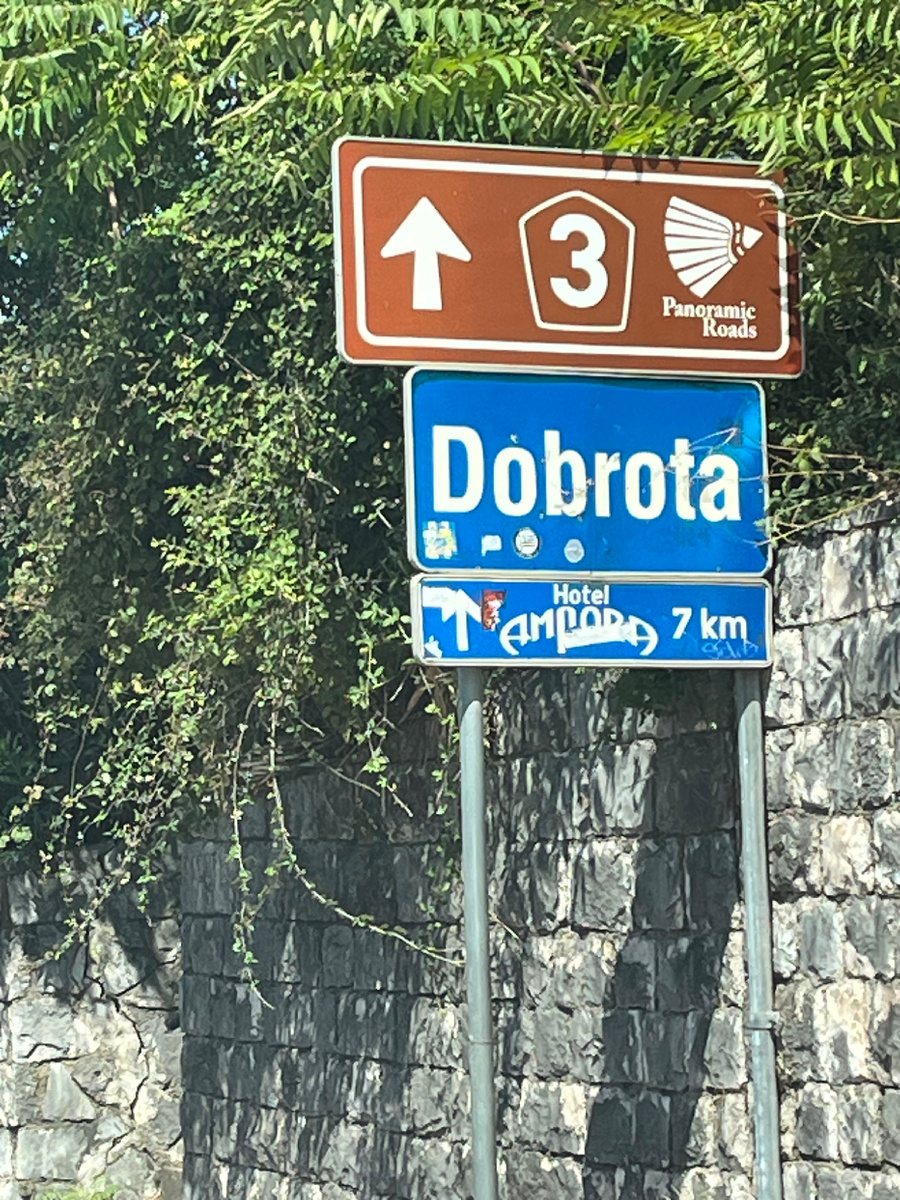 3
Panoramic
Roads
Dobrota
Hotel
AMFORA 7 km